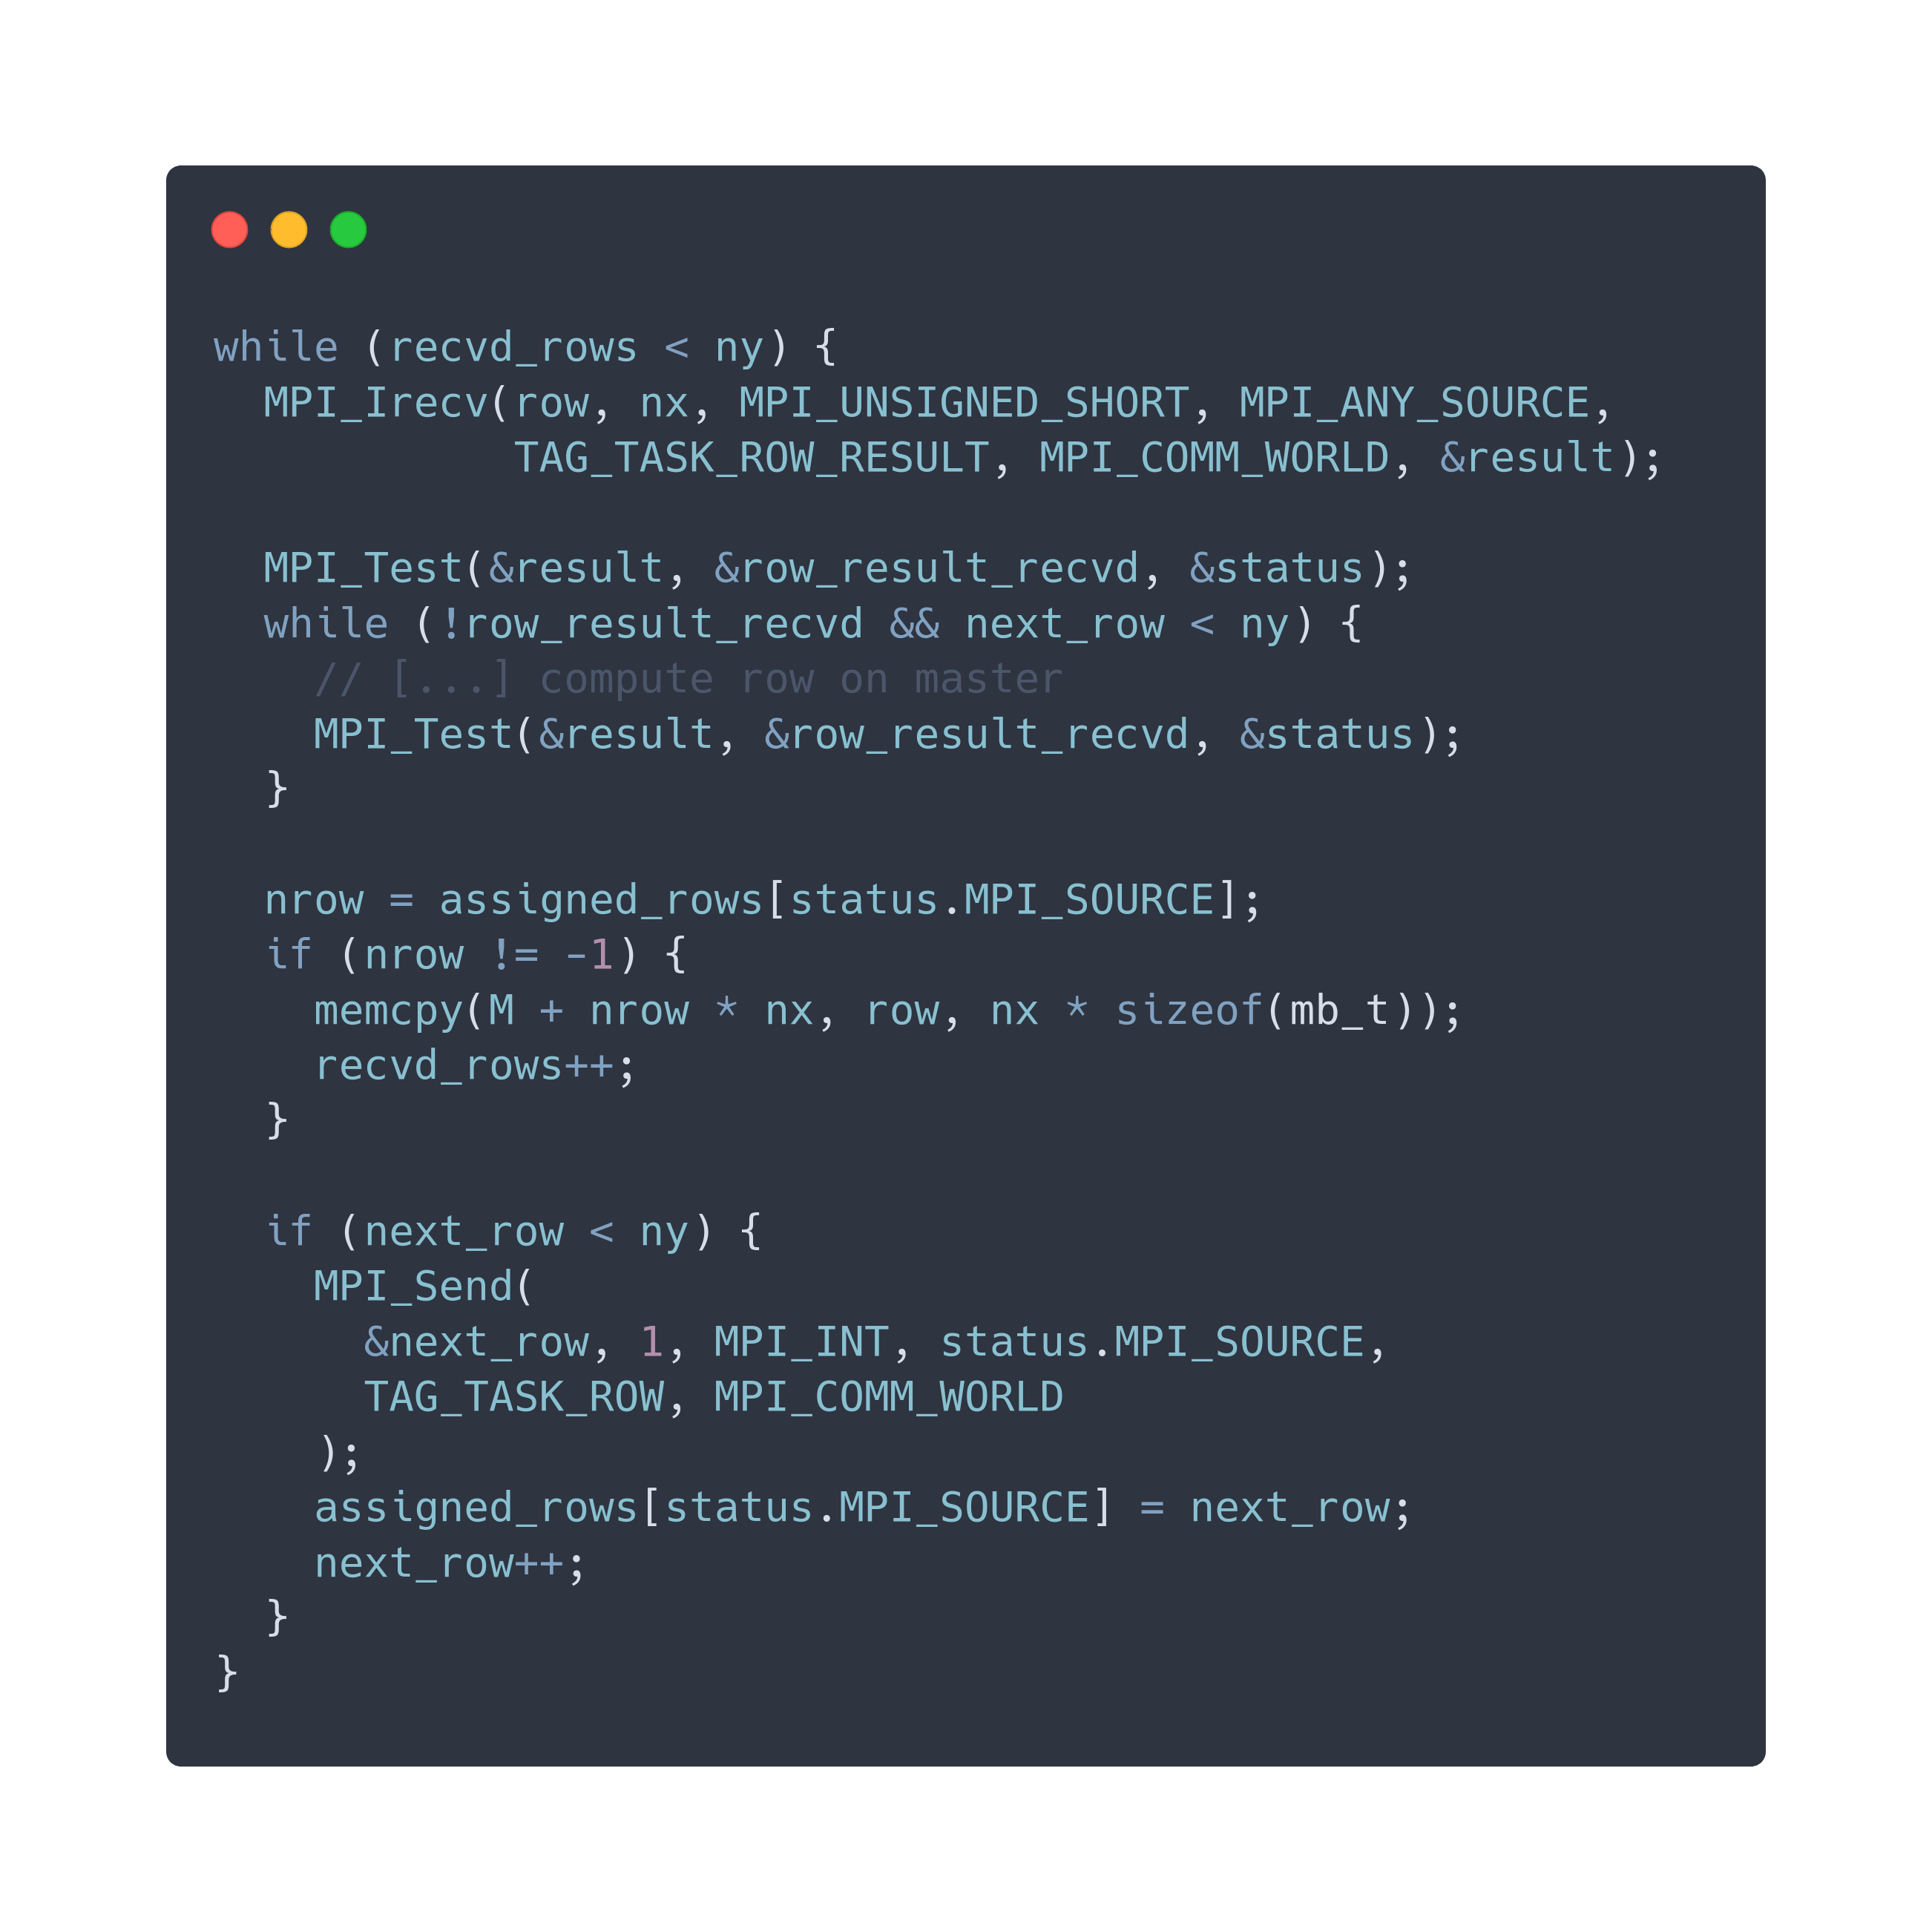 while (recvd_rows < ny) {
  MPI_Irecv(row, nx, MPI_UNSIGNED_SHORT, MPI_ANY_SOURCE,
            TAG_TASK_ROW_RESULT, MPI_COMM_WORLD, &result);

  MPI_Test(&result, &row_result_recvd, &status);
  while (!row_result_recvd && next_row < ny) {
    // [...] compute row on master
    MPI_Test(&result, &row_result_recvd, &status);
  }

  nrow = assigned_rows[status.MPI_SOURCE];
  if (nrow != -1) {
    memcpy(M + nrow * nx, row, nx * sizeof(mb_t));
    recvd_rows++;
  }

  if (next_row < ny) {
    MPI_Send(
      &next_row, 1, MPI_INT, status.MPI_SOURCE,
      TAG_TASK_ROW, MPI_COMM_WORLD
    );
    assigned_rows[status.MPI_SOURCE] = next_row;
    next_row++;
  }
}